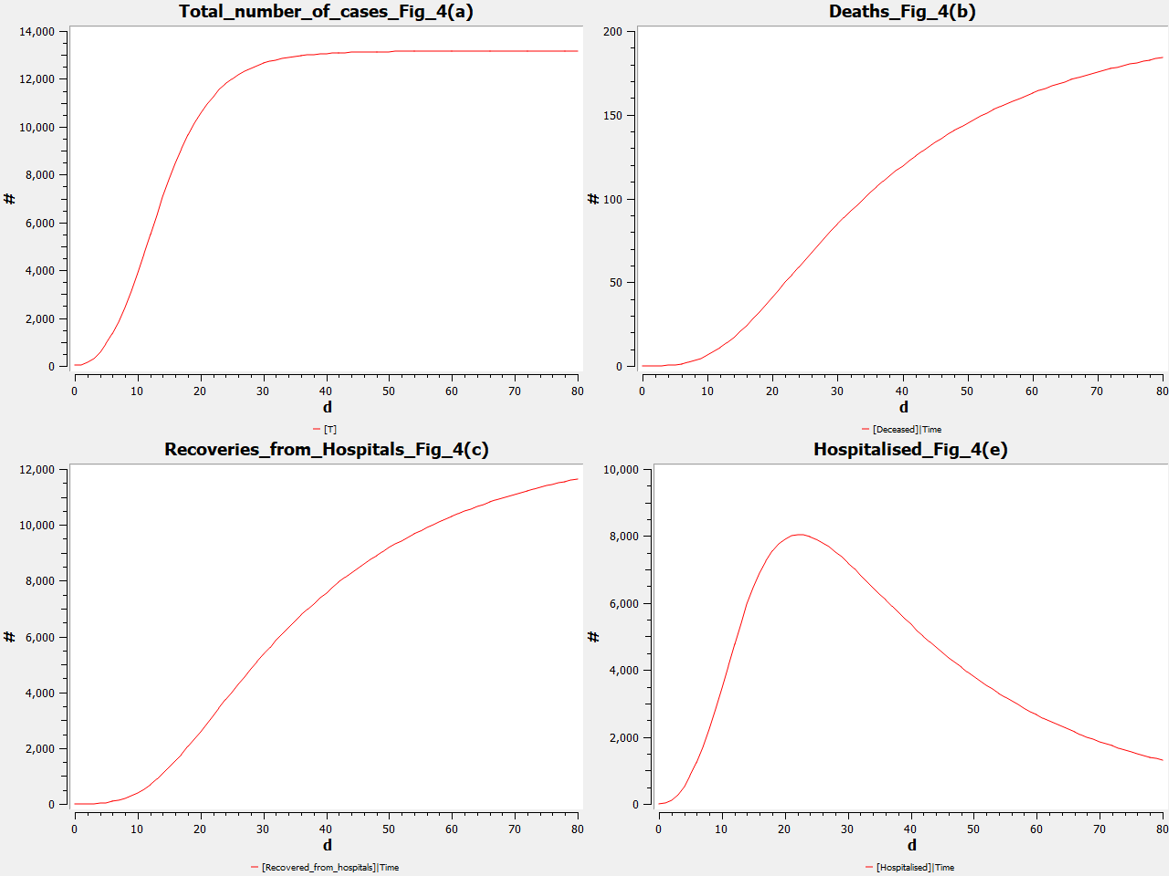 Total_number_of_cases_Fig_4(a)
14,000
12,000
10,000
8,000
6,000
4,000
2,000
0
#
0 10 20 30 40 50 60 70 80
d
[T]
Deaths_Fig_4(b)
200
150
100
50
0
#
0 10 20 30 40 50 60 70 80
d
[Deceased]|Time
Recoveries_from_Hospitals_Fig_4(c)
12,000
10,000
8,000
6,000
4,000
2,000
0
#
0 10 20 30 40 50 60 70 80
d
[Recovered_from_hospitals]|Time
Hospitalised_Fig_4(e)
10,000
8,000
6,000
4,000
2,000
0
#
0 10 20 30 40 50 60 70 80
d
[Hospitalised]|Time